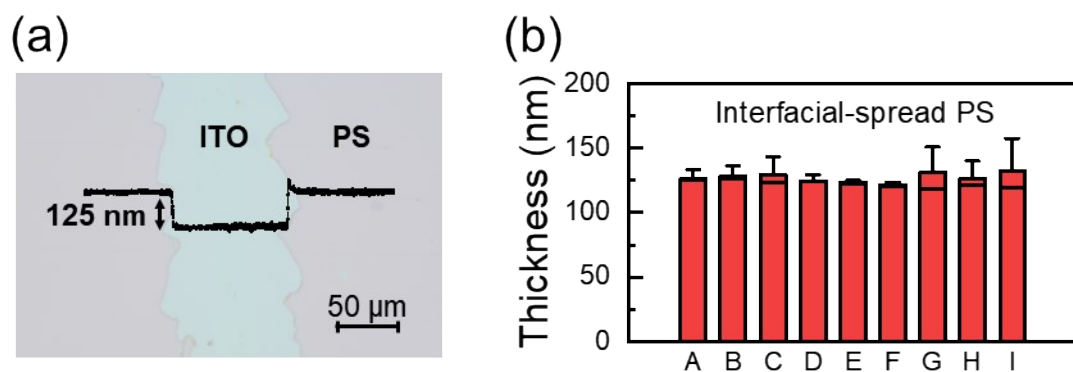 (a)
ITO PS
125 nm
50 µm
(b)
Thickness (nm)
200
150
100
50
0
Interfacial-spread PS
A B C D E F G H I